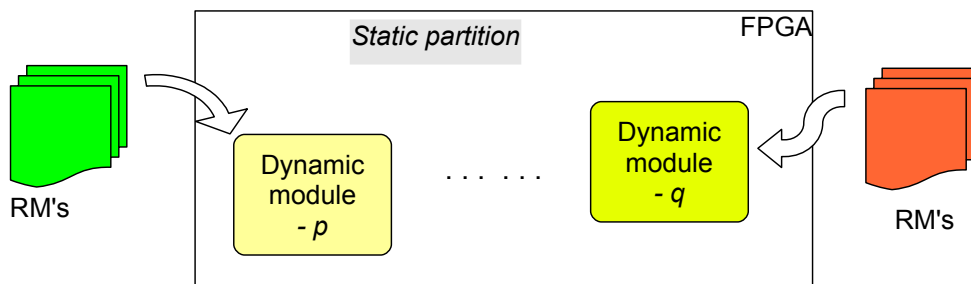 Static partition
FPGA
Dynamic
module
- p
. . . . . .
Dynamic
module
- q
RM's
RM's